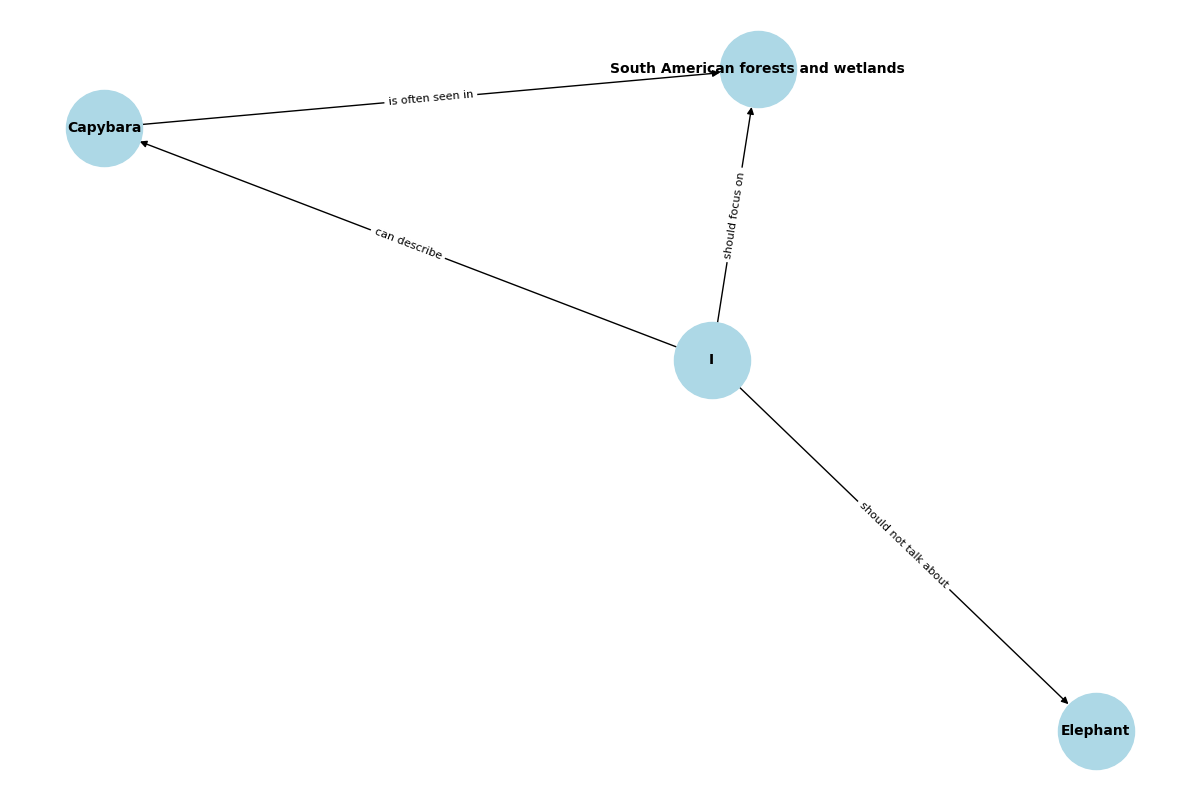 South American forests and wetlands
is often seen in
Capybara
should focus on
can describe
I
should not talk about
Elephant